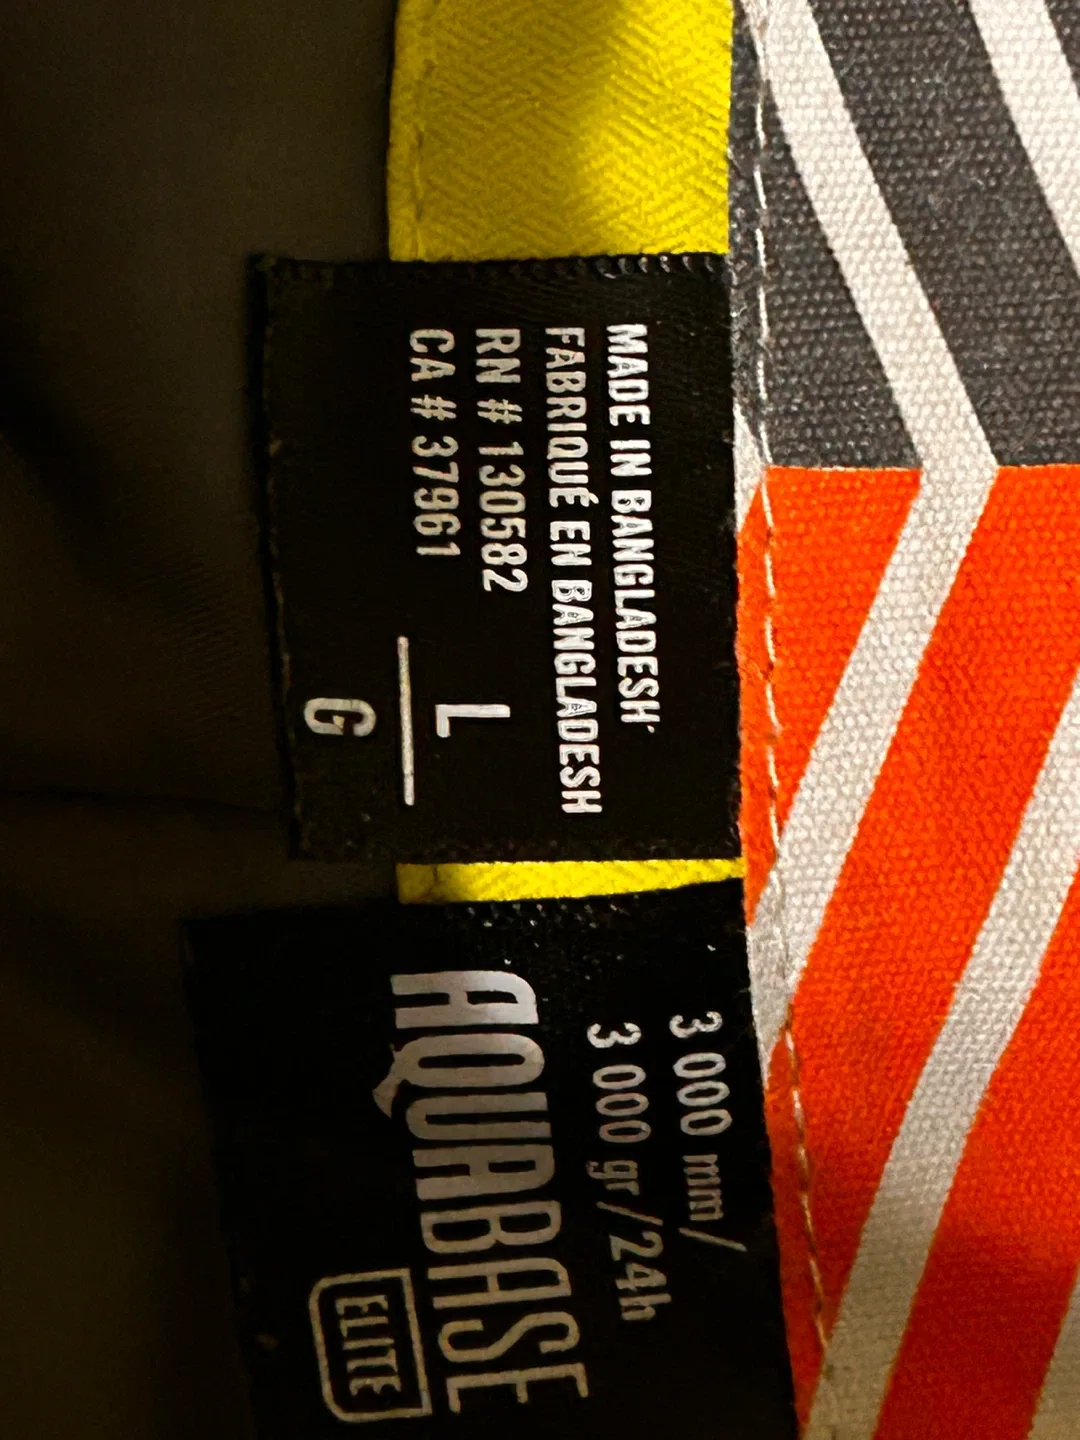 MADE IN BANGLADESH
FABRIQUÉ EN BANGLADESH
RN # 130582
CA # 37961
L
G
3 000 mm/
3 000 gr/24h
AQUABASE
ELITE